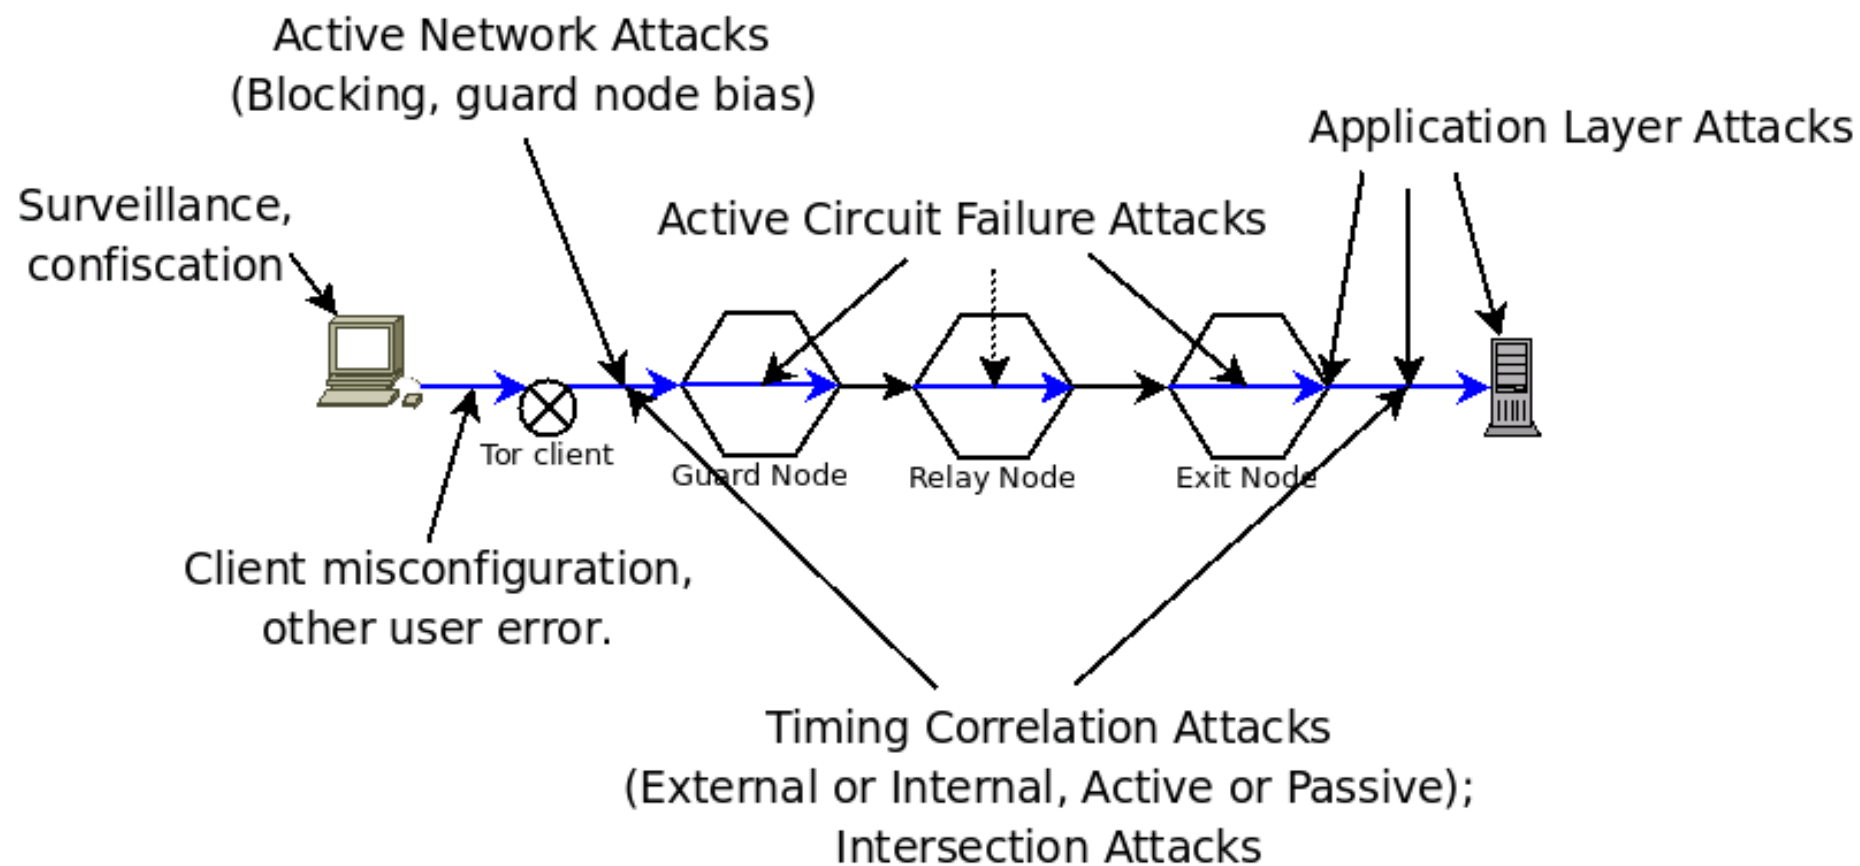 Active Network Attacks
(Blocking, guard node bias)
Application Layer Attacks
Surveillance,
confiscation
Active Circuit Failure Attacks
Tor client
Guard Node
Relay Node
Exit Node
Client misconfiguration,
other user error.
Timing Correlation Attacks
(External or Internal, Active or Passive);
Intersection Attacks